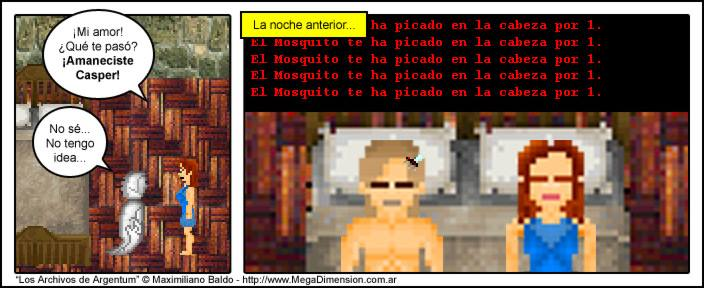 ¡Mi amor!
¿Qué te pasó?
¡Amaneciste
Casper!
No sé...
No tengo
idea...
La noche anterior...
ha picado en la cabeza por 1.
El Mosquito te ha picado en la cabeza por 1.
El Mosquito te ha picado en la cabeza por 1.
El Mosquito te ha picado en la cabeza por 1.
El Mosquito te ha picado en la cabeza por 1.
"Los Archivos de Argentum" © Maximiliano Baldo - http://www.MegaDimension.com.ar